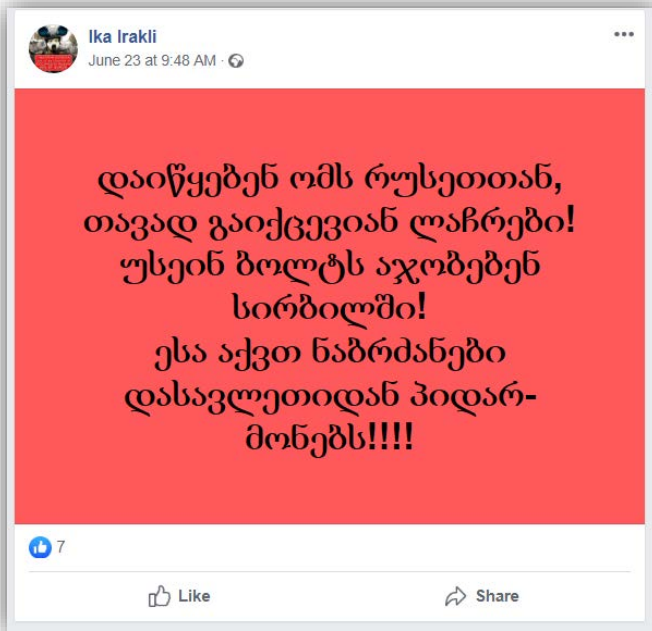 Ika Irakli
June 23 at 9:48 AM ·
დაიწყებენ ომს რუსეთთან,
თავად გაიქცევიან ლაჩრები!
უსეინ ბოლტს აჯობებენ
სირბილში!
ესა აქვთ ნაბრძანები
დასავლეთიდან პიდარ-
მონებს!!!!
7
Like
Share